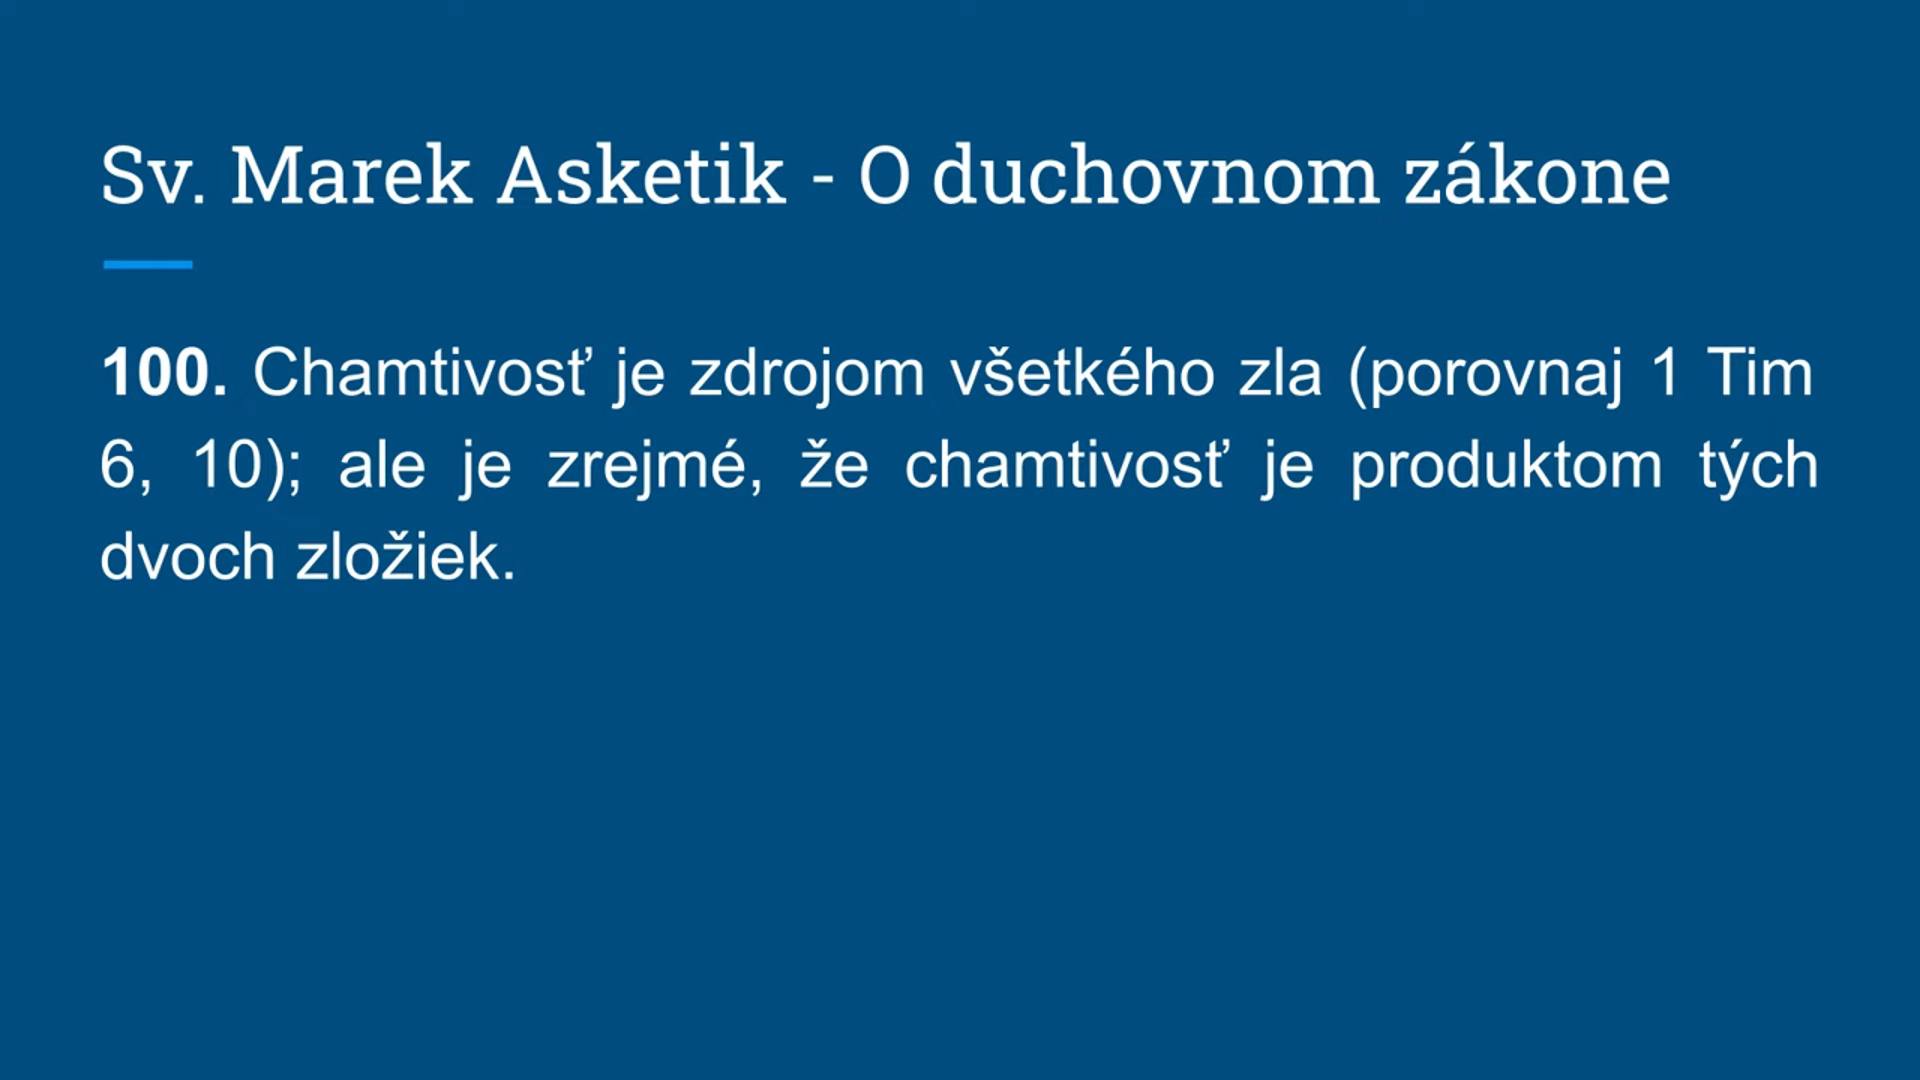 Sv. Marek Asketik - O duchovnom zákone
100. Chamtivosť je zdrojom všetkého zla (porovnaj 1 Tim
6, 10); ale je zrejmé, že chamtivosť je produktom tých
dvoch zložiek.